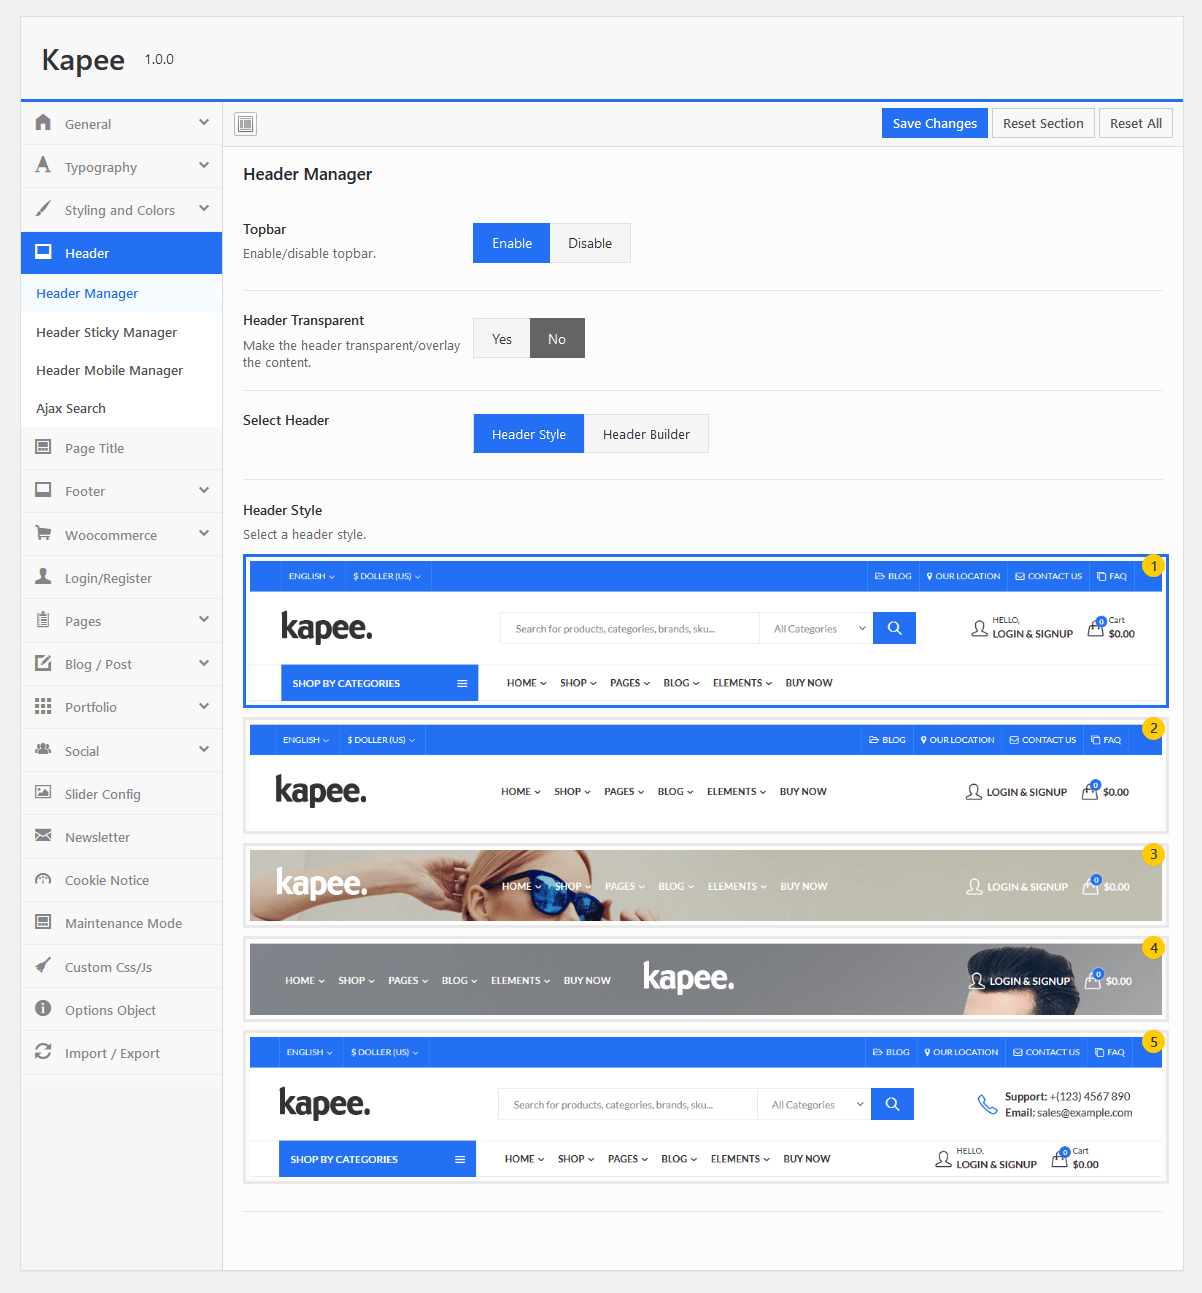 Kapee 1.0.0
General
Typography
Styling and Colors
Header
Header Manager
Header Sticky Manager
Header Mobile Manager
Ajax Search
Page Title
Footer
Woocommerce
Login/Register
Pages
Blog / Post
Portfolio
Social
Slider Config
Newsletter
Cookie Notice
Maintenance Mode
Custom Css/Js
Options Object
Import / Export
Save Changes Reset Section Reset All
Header Manager
Topbar
Enable/disable topbar.
Enable Disable
Header Transparent
Make the header transparent/overlay
the content.
Yes No
Select Header
Header Style Header Builder
Header Style
Select a header style.
1
ENGLISH $ DOLLER (US) BLOG OUR LOCATION CONTACT US FAQ
kapee.
Search for products, categories, brands, sku... All Categories
HELLO,
LOGIN & SIGNUP
0 Cart
$0.00
SHOP BY CATEGORIES HOME SHOP PAGES BLOG ELEMENTS BUY NOW
2
ENGLISH $ DOLLER (US) BLOG OUR LOCATION CONTACT US FAQ
kapee. HOME SHOP PAGES BLOG ELEMENTS BUY NOW LOGIN & SIGNUP 0 $0.00
3
kapee. HOME SHOP PAGES BLOG ELEMENTS BUY NOW LOGIN & SIGNUP 0 $0.00
4
HOME SHOP PAGES BLOG ELEMENTS BUY NOW kapee. LOGIN & SIGNUP 0 $0.00
5
ENGLISH $ DOLLER (US) BLOG OUR LOCATION CONTACT US FAQ
kapee.
Search for products, categories, brands, sku... All Categories
Support: +(123) 4567 890
Email: sales@example.com
SHOP BY CATEGORIES HOME SHOP PAGES BLOG ELEMENTS BUY NOW
HELLO,
LOGIN & SIGNUP
0 Cart
$0.00